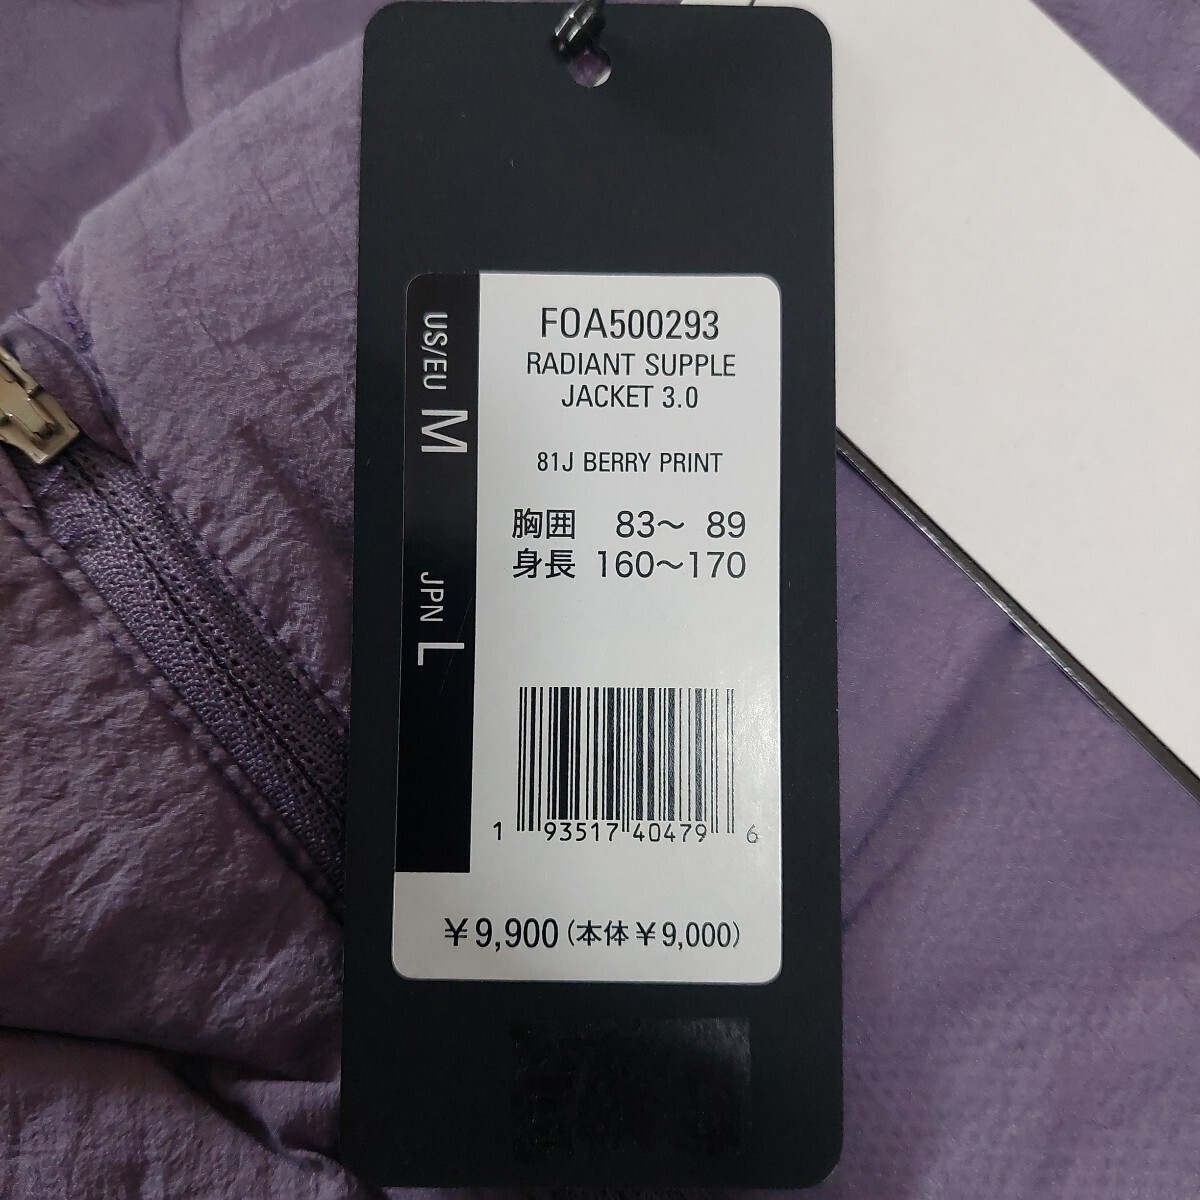 US/EU M
JPN L
FOA500293
RADIANT SUPPLE
JACKET 3.0
81J BERRY PRINT
胸囲 83～ 89
身長 160～170
1 93517 40479 6
¥9,900(本体¥9,000)